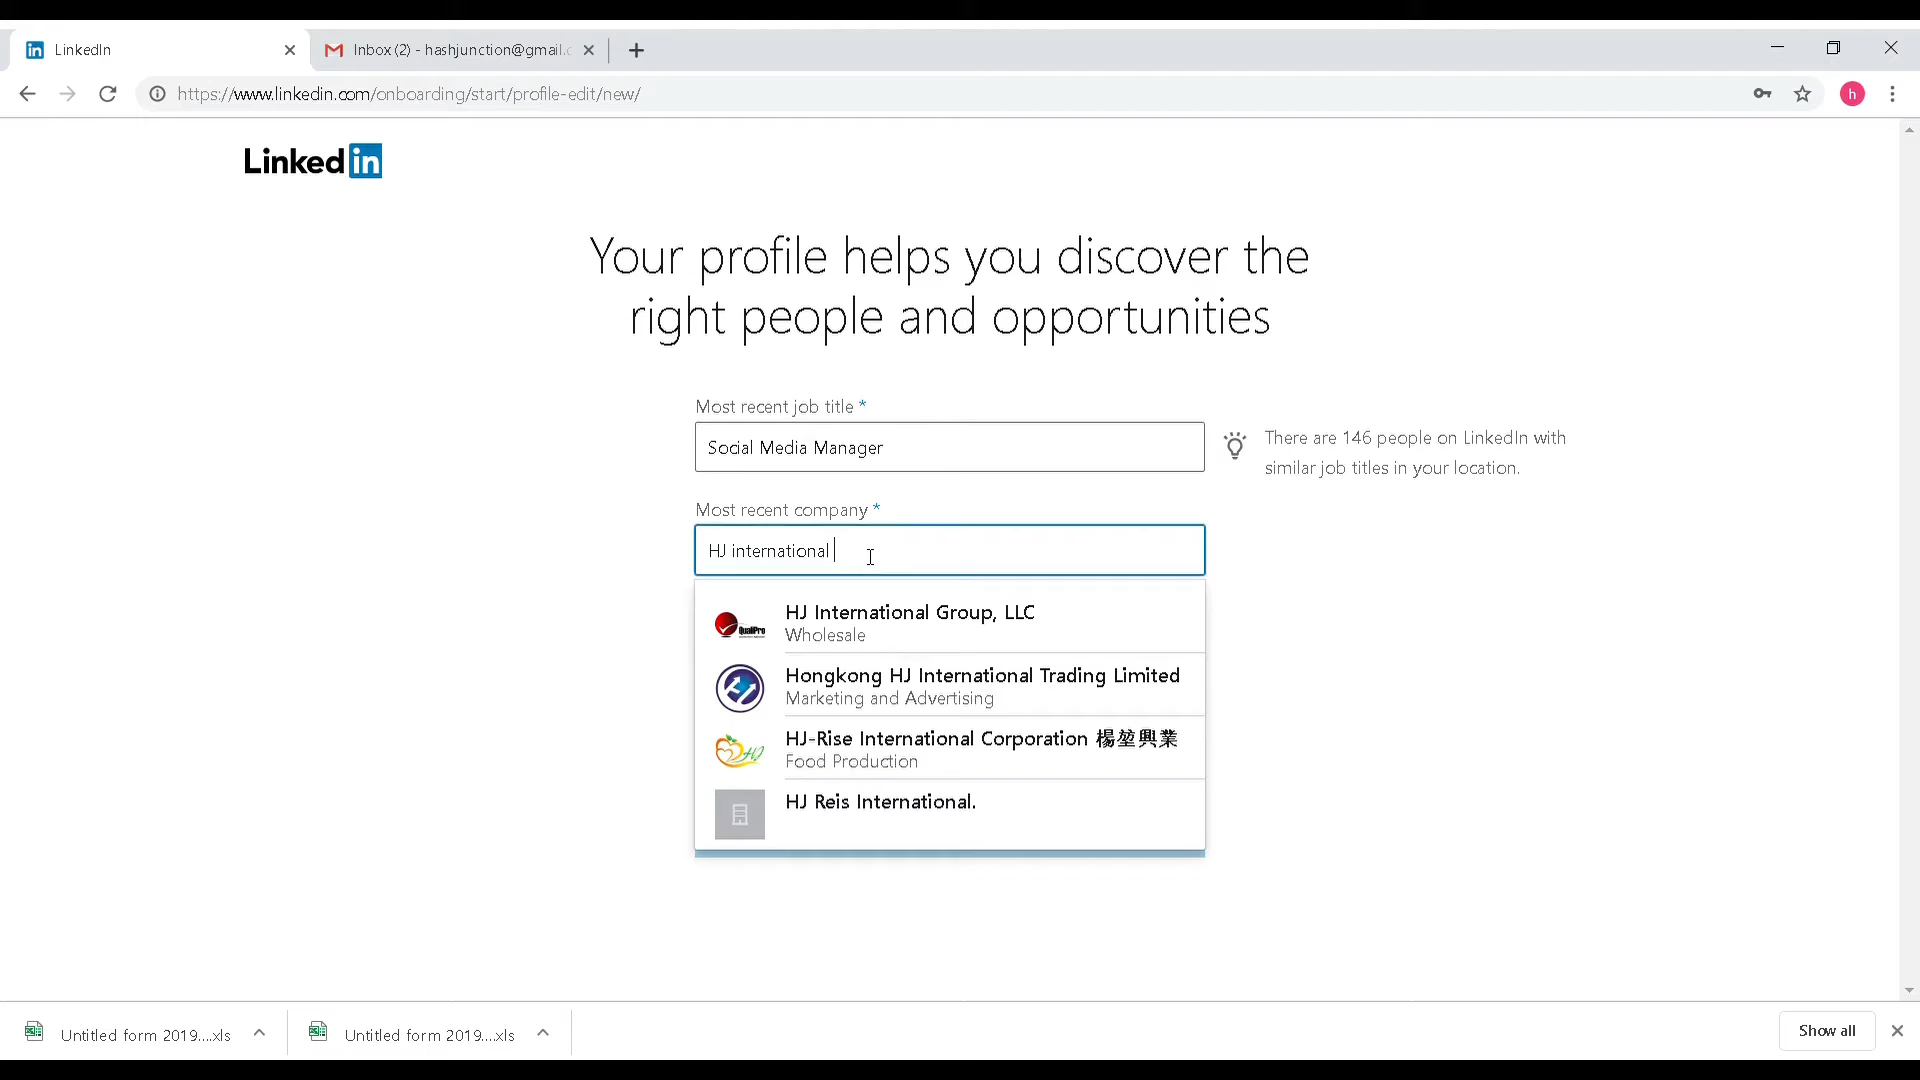 LinkedIn
Inbox (2) - hashjunction@gmail.c
https://www.linkedin.com/onboarding/start/profile-edit/new/
h
Linked in
Your profile helps you discover the
right people and opportunities
Most recent job title *
Social Media Manager
There are 146 people on LinkedIn with
similar job titles in your location.
Most recent company *
HJ international
HJ International Group, LLC
Wholesale
QualiPro
Hongkong HJ International Trading Limited
Marketing and Advertising
HJ-Rise International Corporation 楊堃興業
Food Production
HJ
HJ Reis International.
Untitled form 2019....xls
Untitled form 2019....xls
Show all